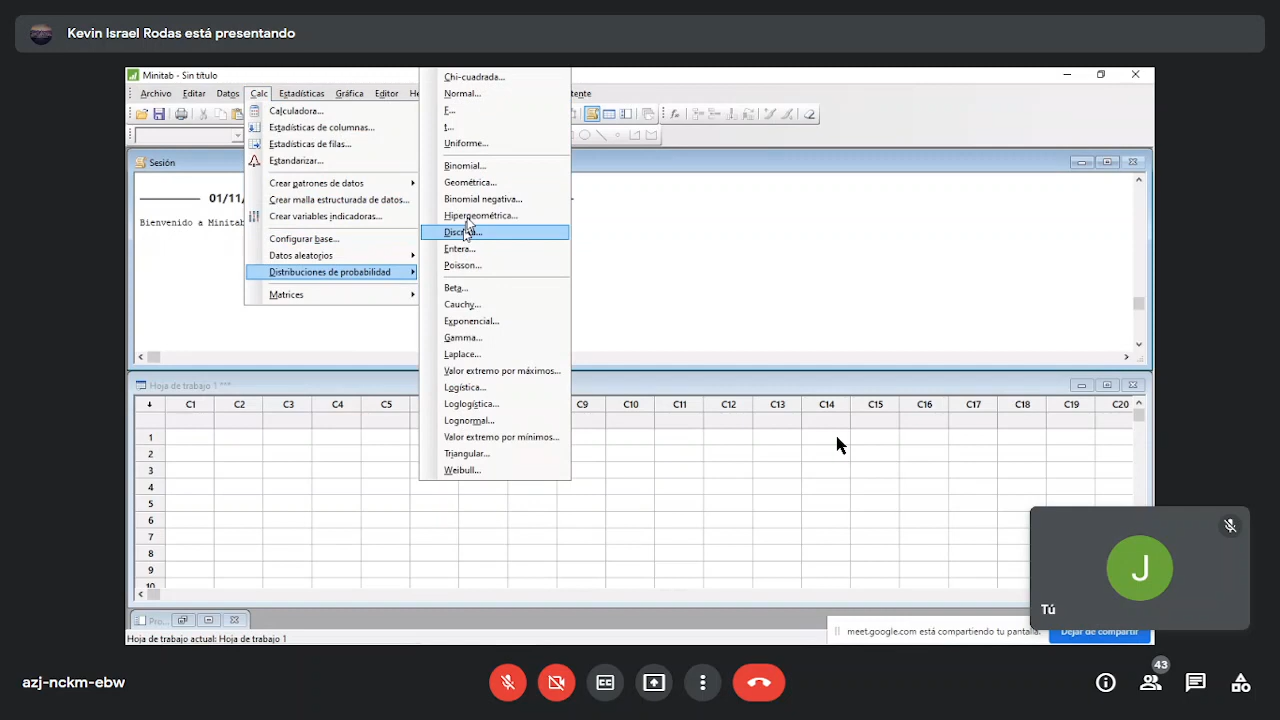 Kevin Israel Rodas está presentando
Minitab - Sin título
Archivo Editar Datos Calc Estadísticas Gráfica Editor
Calculadora...
Estadísticas de columnas...
Estadísticas de filas...
Estandarizar...
Crear patrones de datos
Crear malla estructurada de datos...
Crear variables indicadoras...
Configurar base...
Datos aleatorios
Distribuciones de probabilidad
Matrices
Chi-cuadrada...
Normal...
F...
t...
Uniforme...
Binomial...
Geométrica...
Binomial negativa...
Hipergeométrica...
Entera...
Poisson...
Beta...
Cauchy...
Exponencial...
Gamma...
Laplace...
Valor extremo por máximos...
Logística...
Loglogística...
Lognormal...
Valor extremo por mínimos...
Triangular...
Weibull...
Sesión
01/11/
Bienvenido a Minitab
Hoja de trabajo 1 ***
C1 C2 C3 C4 C5 C9 C10 C11 C12 C13 C14 C15 C16 C17 C18 C19 C20
1
2
3
4
5
6
7
8
9
10
Pro...
Hoja de trabajo actual: Hoja de trabajo 1
meet.google.com está compartiendo tu pantalla.
Dejar de compartir
J
Tú
azj-nckm-ebw
43